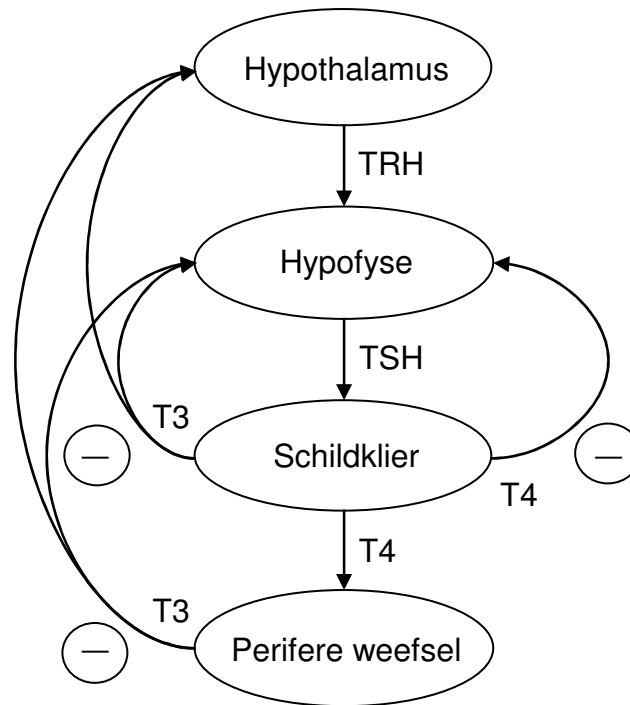 Hypothalamus
TRH
Hypofyse
TSH
T3
—
Schildklier
—
T4
T4
T3
—
Perifere weefsel